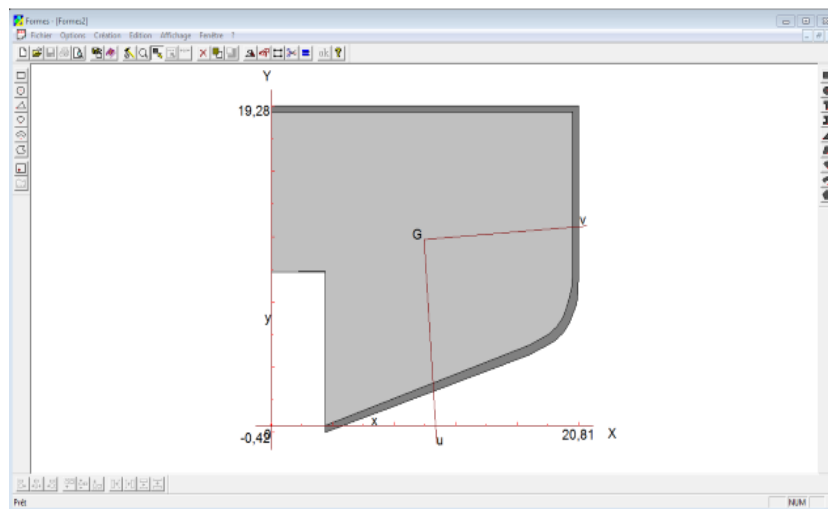 Formes - [Formes2]
Fichier Options Création Edition Affichage Fenêtre ?
Y
19,28
G
v
y
x
-0,42
u
20,81
X
Prêt
NUM